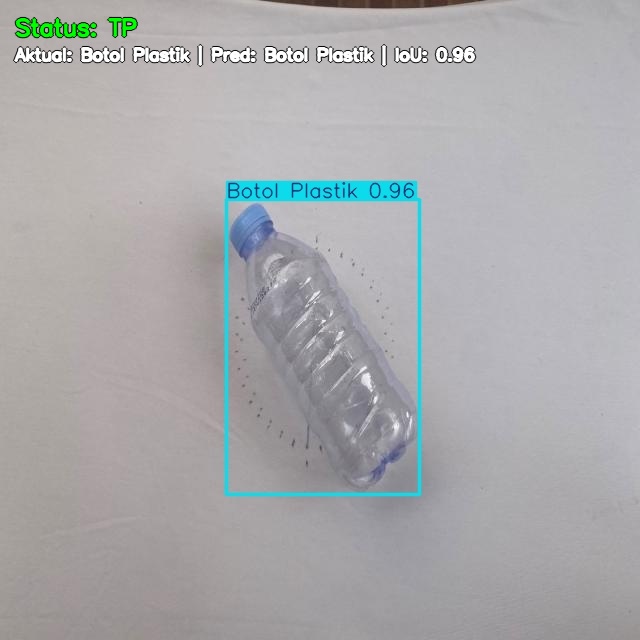 Status: TP
Aktual: Botol Plastik | Pred: Botol Plastik | IoU: 0.96
Botol Plastik 0.96